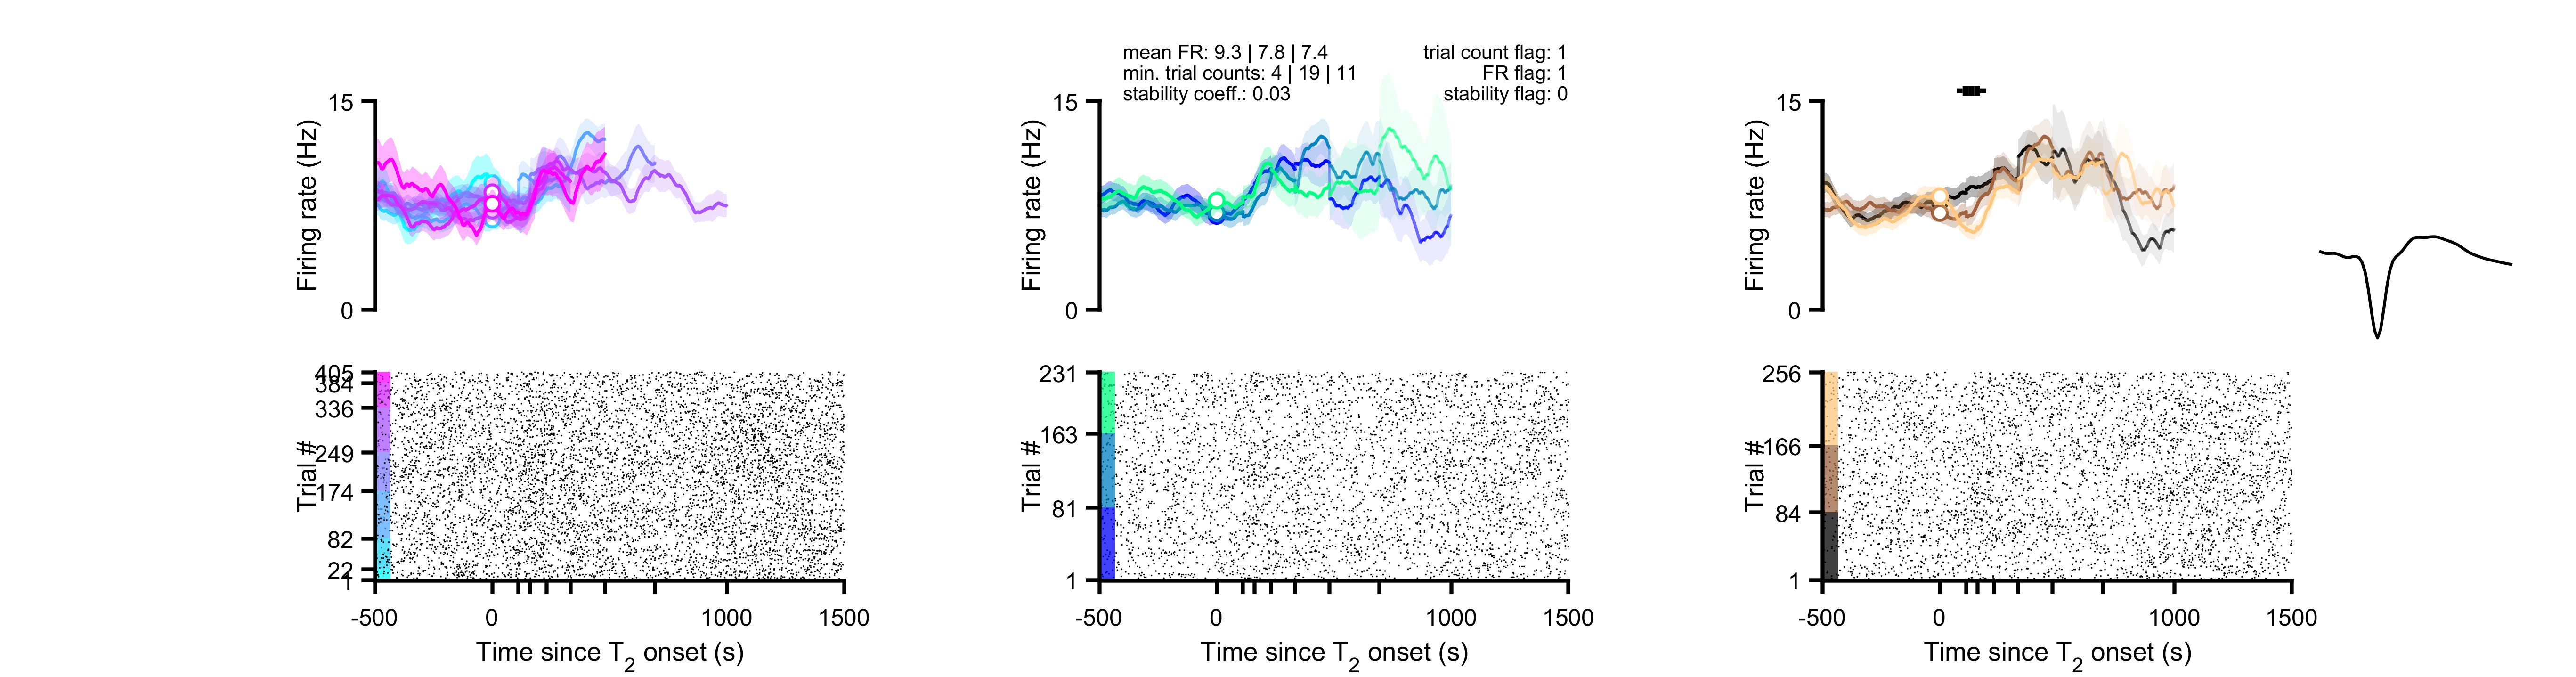 mean FR: 9.3 | 7.8 | 7.4
min. trial counts: 4 | 19 | 11
stability coeff.: 0.03
trial count flag: 1
FR flag: 1
stability flag: 0
15
Firing rate (Hz)
0
15
Firing rate (Hz)
0
15
Firing rate (Hz)
0
405
384
336
249
174
82
22
1
Trial #
-500 0 1000 1500
Time since T2 onset (s)
231
163
81
1
Trial #
-500 0 1000 1500
Time since T2 onset (s)
256
166
84
1
Trial #
-500 0 1000 1500
Time since T2 onset (s)